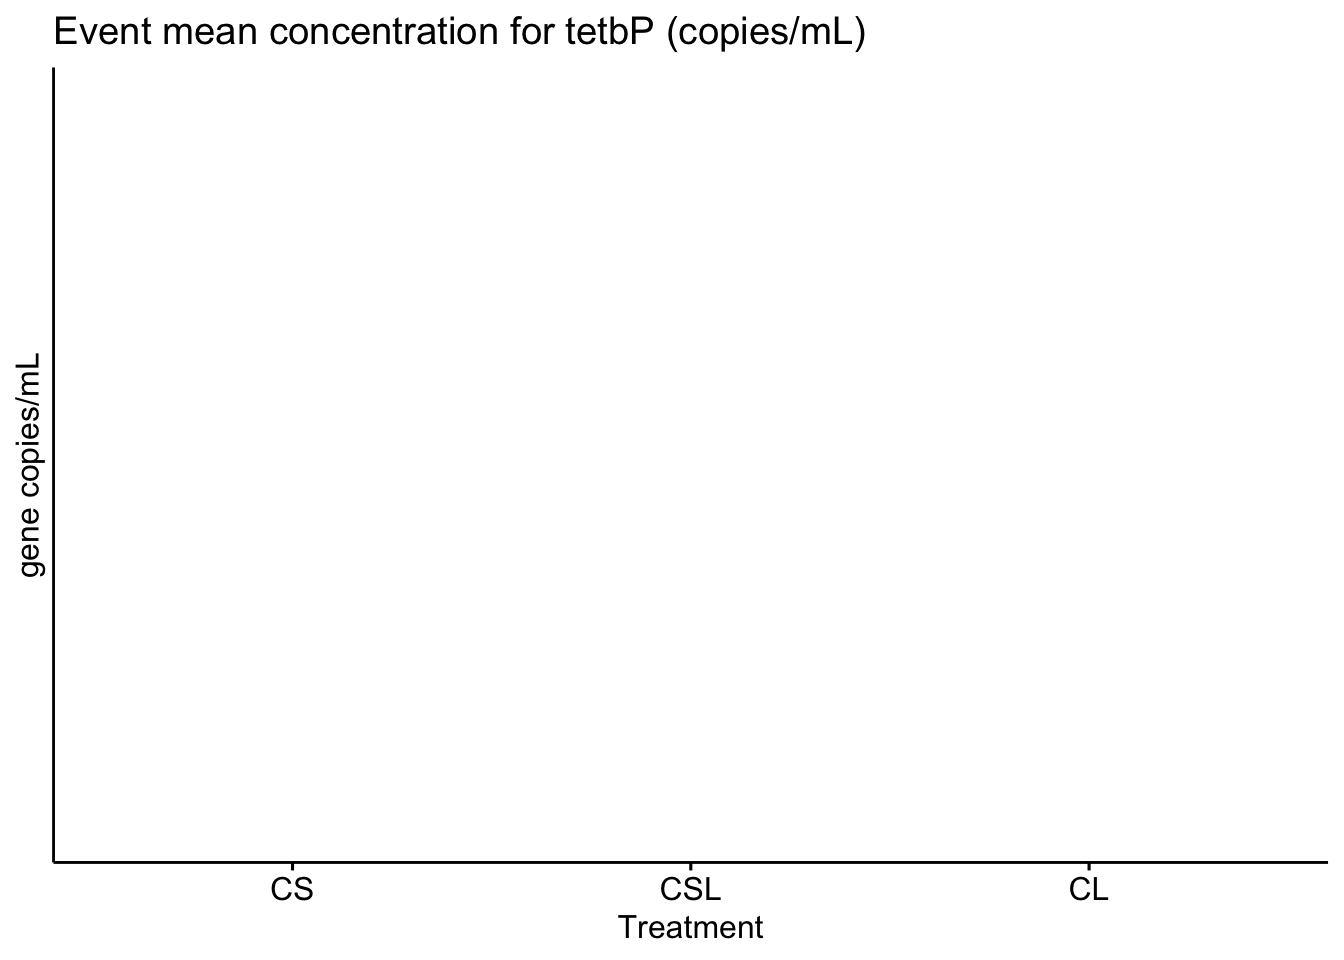 Event mean concentration for tetbP (copies/mL)
gene copies/mL
CS
CSL
CL
Treatment